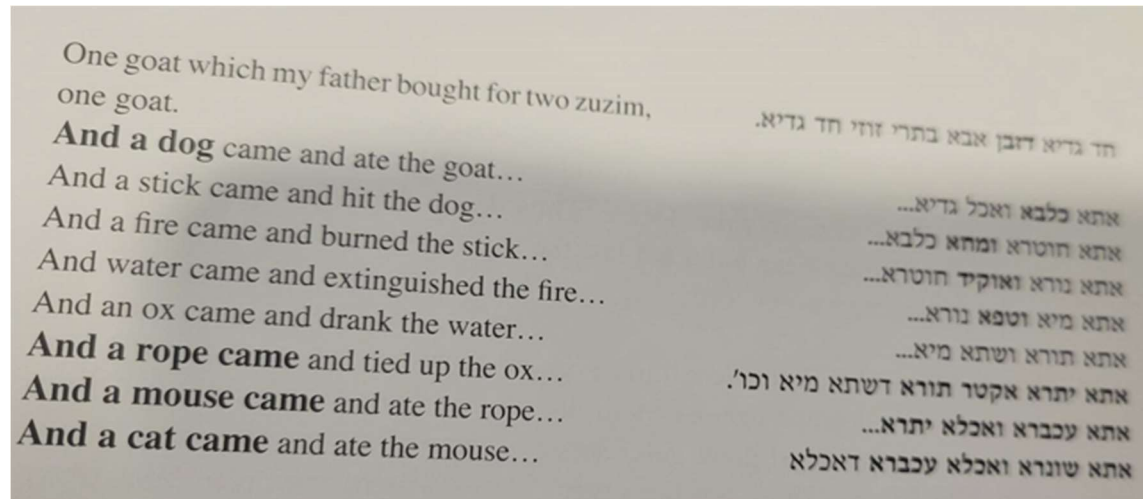 One goat which my father bought for two zuzim,
one goat.
And a dog came and ate the goat…
And a stick came and hit the dog…
And a fire came and burned the stick…
And water came and extinguished the fire…
And an ox came and drank the water…
And a rope came and tied up the ox…
And a mouse came and ate the rope…
And a cat came and ate the mouse…
חד גדיא דזבן אבא בתרי זוזי חד גדיא.
אתא כלבא ואכל גדיא...
אתא חוטרא ומחא כלבא...
אתא נורא ואוקיד חוטרא...
אתא מיא וטפא נורא...
אתא תורא ושתא מיא...
אתא יתרא אקטר תורא דשתא מיא וכו'.
אתא עכברא ואכלא יתרא...
אתא שונרא ואכלא עכברא דאכלא